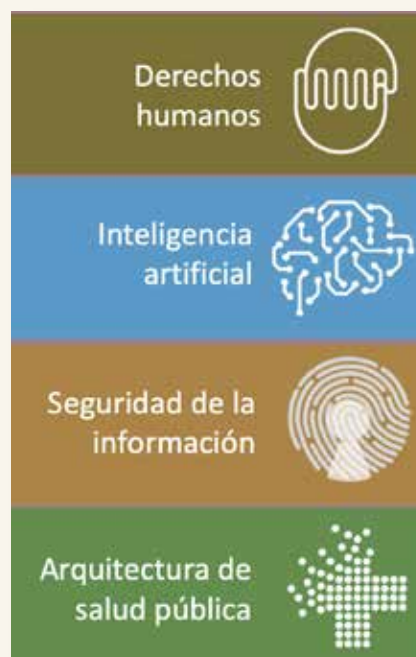 Derechos
humanos
Inteligencia
artificial
Seguridad de la
información
Arquitectura de
salud pública